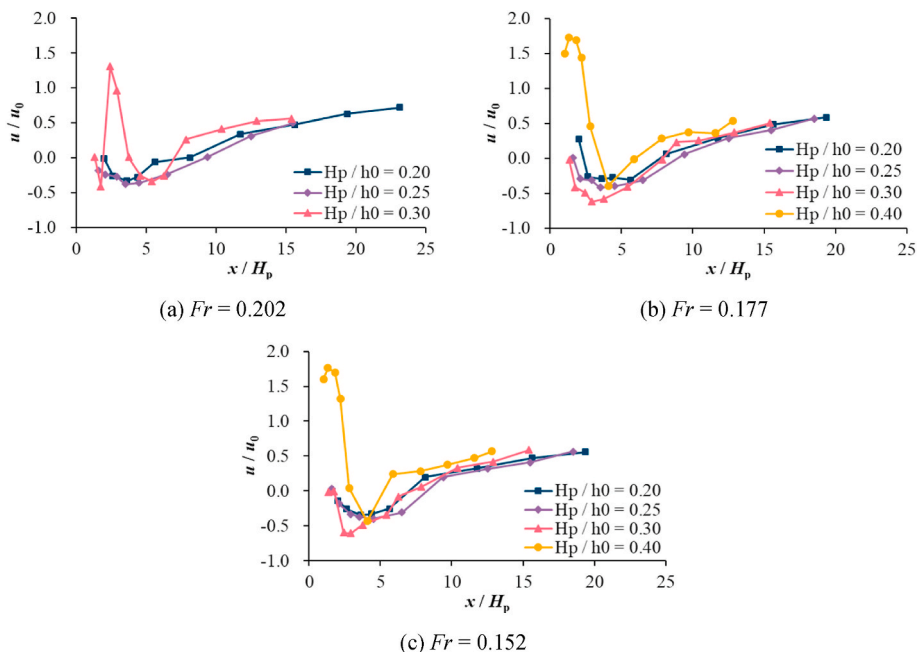 2.0
1.5
1.0
0.5
0.0
-0.5
-1.0
u / u0
0 5 10 15 20 25
x / Hp
Hp / h0 = 0.20
Hp / h0 = 0.25
Hp / h0 = 0.30
(a) Fr = 0.202
2.0
1.5
1.0
0.5
0.0
-0.5
-1.0
u / u0
0 5 10 15 20 25
x / Hp
Hp / h0 = 0.20
Hp / h0 = 0.25
Hp / h0 = 0.30
Hp / h0 = 0.40
(b) Fr = 0.177
2.0
1.5
1.0
0.5
0.0
-0.5
-1.0
u / u0
0 5 10 15 20 25
x / Hp
Hp / h0 = 0.20
Hp / h0 = 0.25
Hp / h0 = 0.30
Hp / h0 = 0.40
(c) Fr = 0.152